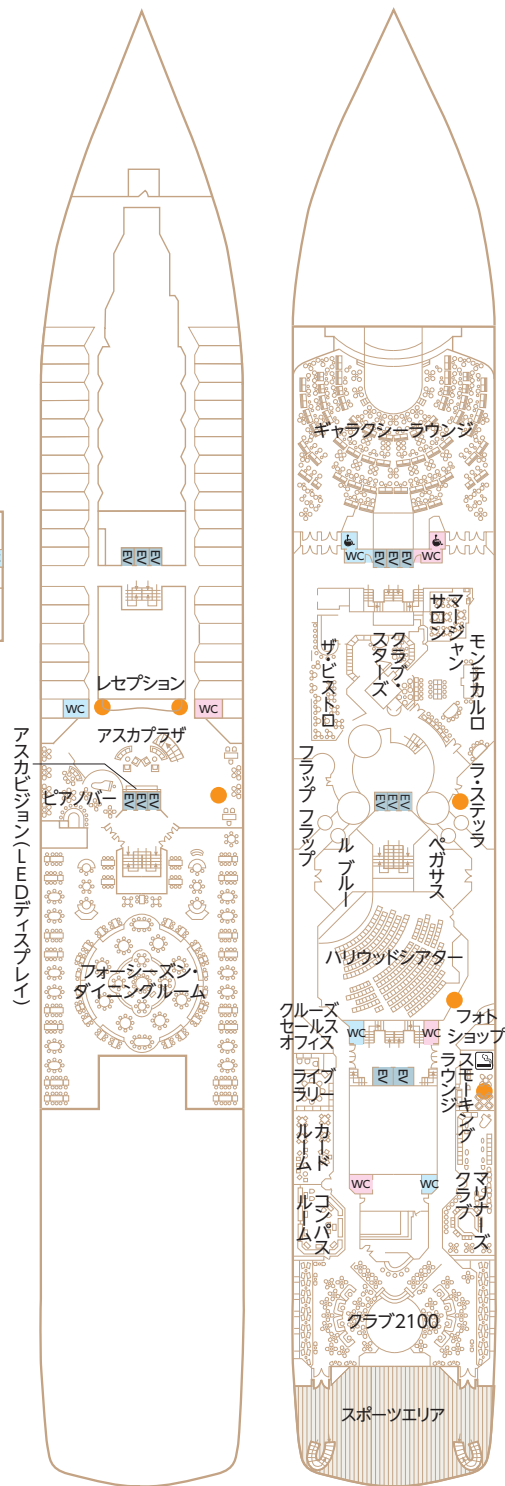 EV EV EV
レセプション
WC
WC
アスカプラザ
アスカビジョン(LEDディスプレイ)
ピアノバー
EV EV EV
フォーシーズン・
ダイニングルーム
ギャラクシーラウンジ
WC
EV EV EV
WC
マージャン
サロン
クラブ・
スターズ
ザ・ビストロ
モンテカルロ
フラップ フラップ
EV EV EV
ラ・ステッラ
ル ブルー
ペガサス
ハリウッドシアター
クルーズ
セールス
オフィス
WC
WC
フォト
ショップ
EV EV
ライブ
ラリー
スモーキング
ラウンジ
カード
ルーム
WC
WC
コンパス
ルーム
マリナーズ
クラブ
クラブ2100
スポーツエリア